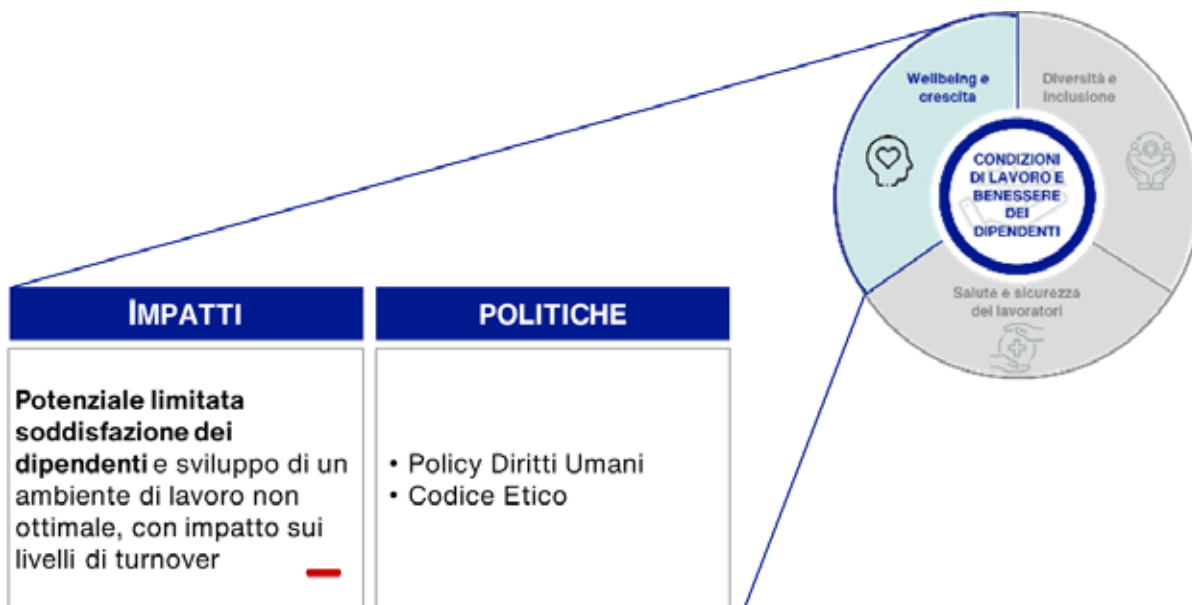 Wellbeing e
crescita
Diversità e
inclusione
CONDIZIONI
DI LAVORO E
BENESSERE
DEI
DIPENDENTI
Salute e sicurezza
dei lavoratori
IMPATTI
POLITICHE
Potenziale limitata
soddisfazione dei
dipendenti e sviluppo di un
ambiente di lavoro non
ottimale, con impatto sui
livelli di turnover
• Policy Diritti Umani
• Codice Etico